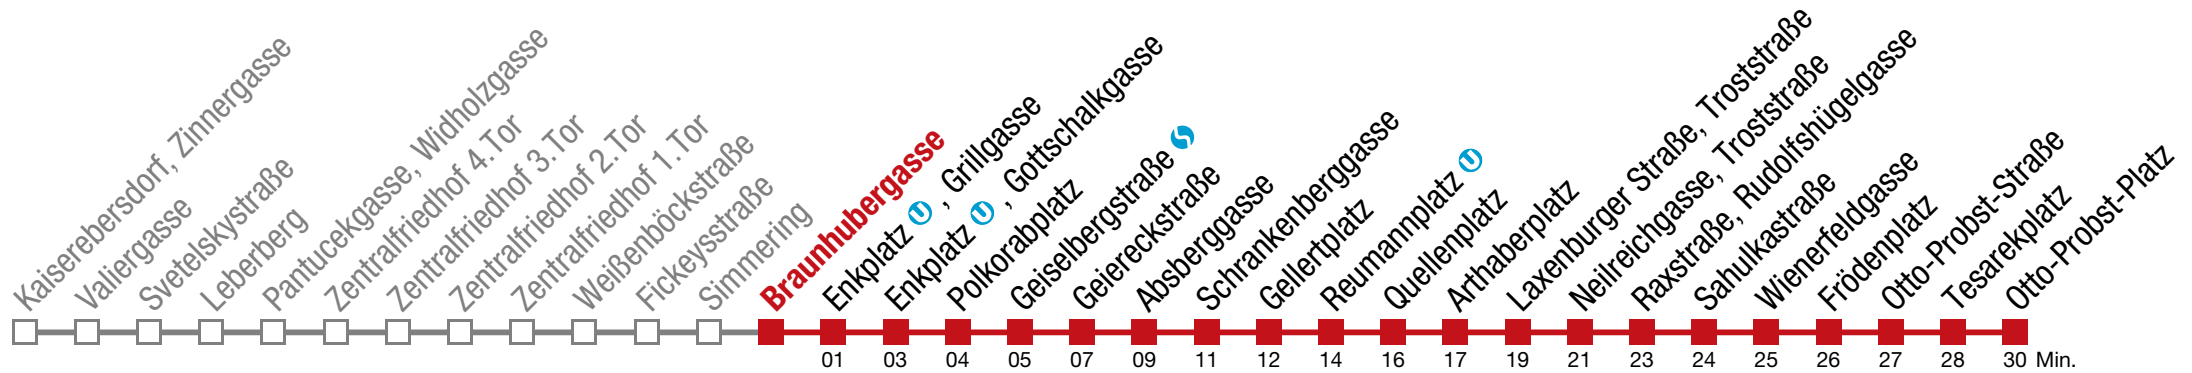 Kaiserebersdorf, Zinnergasse
Valiergasse
Svetelskystraße
Leberberg
Pantucekgasse, Widholzgasse
Zentralfriedhof 4.Tor
Zentralfriedhof 3.Tor
Zentralfriedhof 2.Tor
Zentralfriedhof 1.Tor
Weißenböckstraße
Fickeysstraße
Simmering
Braunhubergasse
Enkplatz U , Grillgasse
Enkplatz U , Gottschalkgasse
Polkorabplatz
Geiselbergstraße S
Geiereckstraße
Absberggasse
Schrankenberggasse
Gellertplatz
Reumannplatz U
Quellenplatz
Arthaberplatz
Laxenburger Straße, Troststraße
Neilreichgasse, Troststraße
Raxstraße, Rudolfshügelgasse
Sahulkastraße
Wienerfeldgasse
Frödenplatz
Otto-Probst-Straße
Tesarekplatz
Otto-Probst-Platz
01 03 04 05 07 09 11 12 14 16 17 19 21 23 24 25 26 27 28 30 Min.